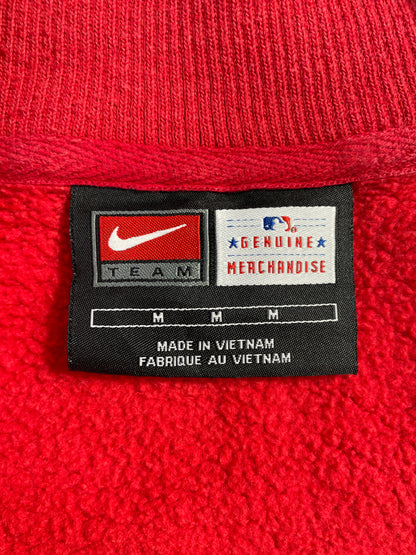 TEAM
GENUINE
MERCHANDISE
M M M
MADE IN VIETNAM
FABRIQUE AU VIETNAM